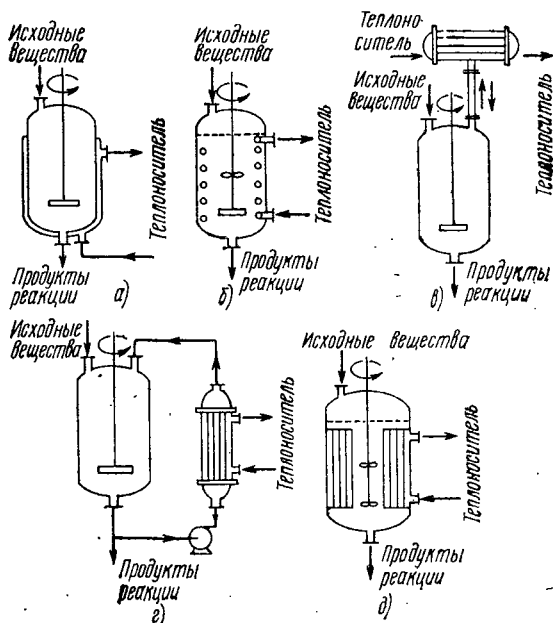 Исходные
вещества
Теплоноситель
Продукты
реакции
а)
Исходные
вещества
Теплоноситель
Продукты
реакции
б)
Теплоно-
ситель
Исходные
вещества
Теплоноситель
Продукты
реакции
в)
Исходные
вещества
Теплоноситель
Продукты
реакции
г)
Исходные вещества
Теплоноситель
Продукты
реакции
д)